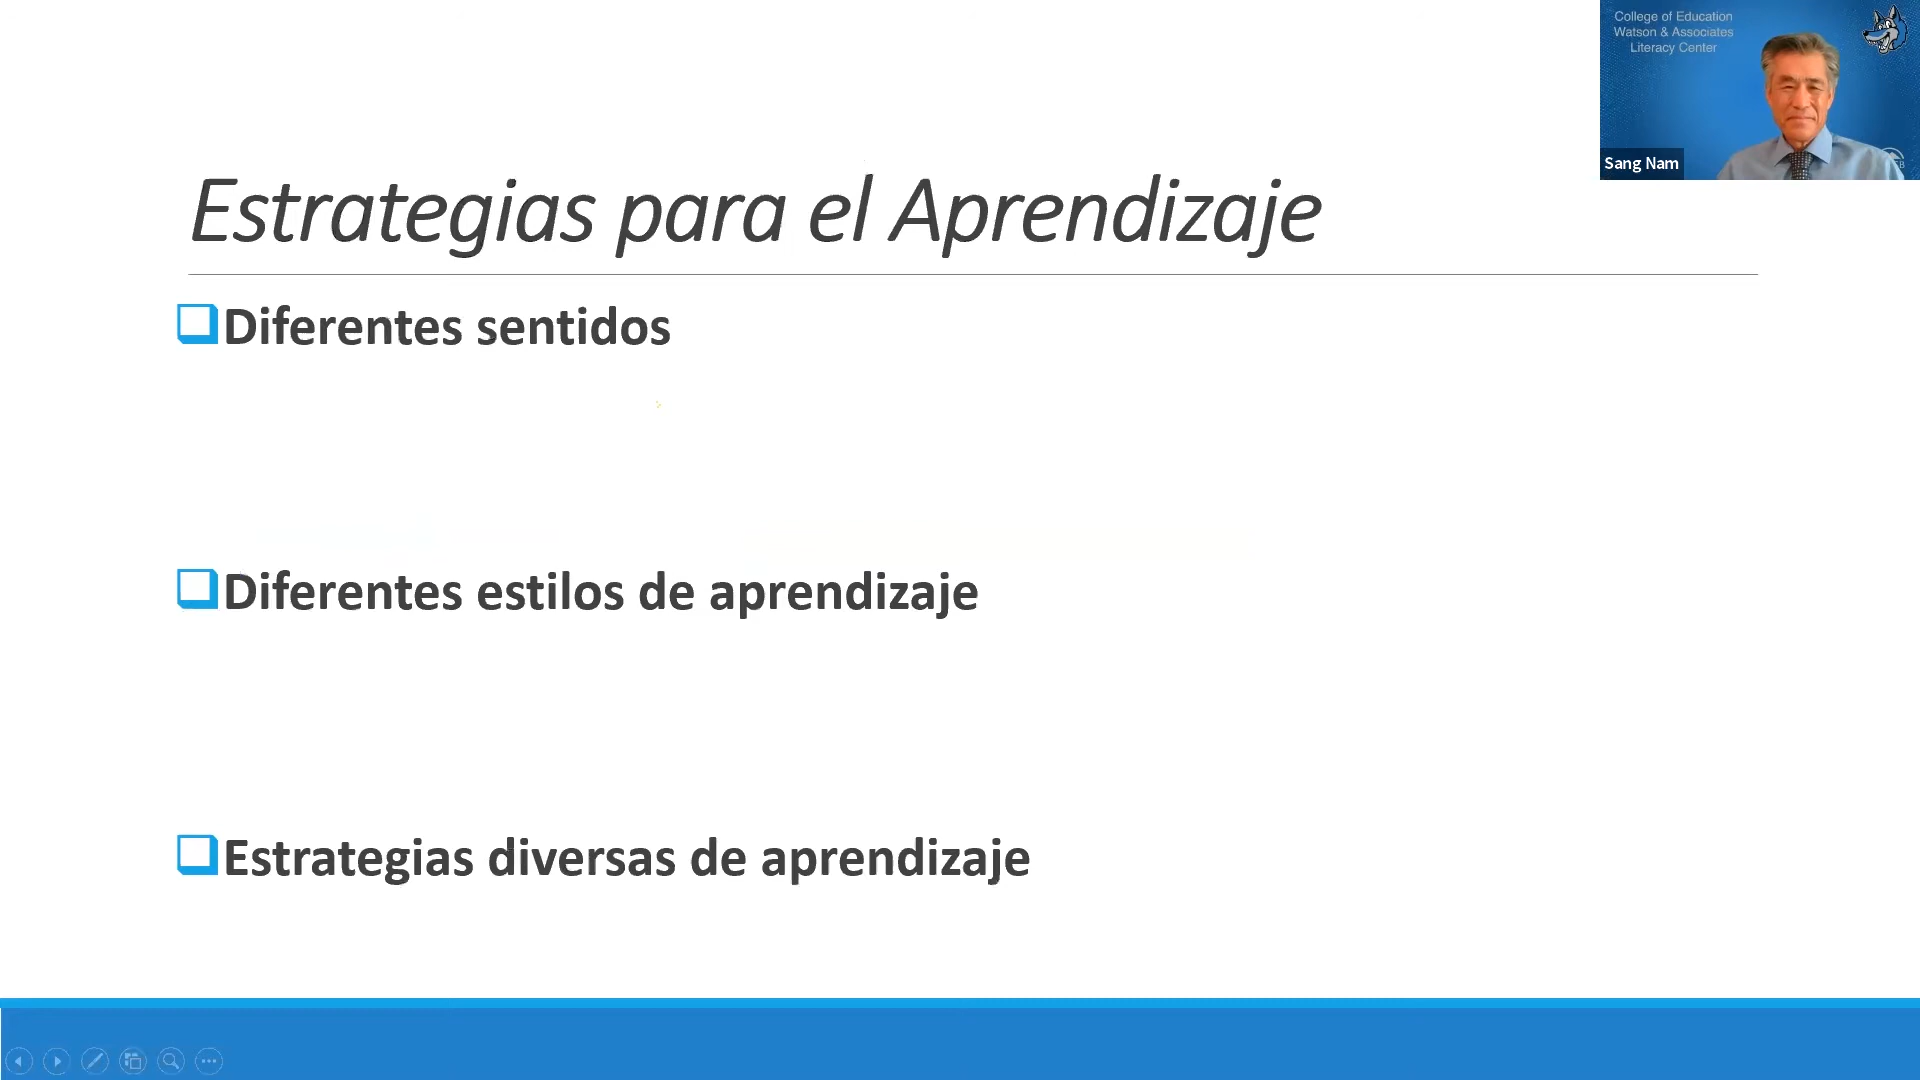 College of Education
Watson & Associates
Literacy Center
Sang Nam
Estrategias para el Aprendizaje
Diferentes sentidos
Diferentes estilos de aprendizaje
Estrategias diversas de aprendizaje